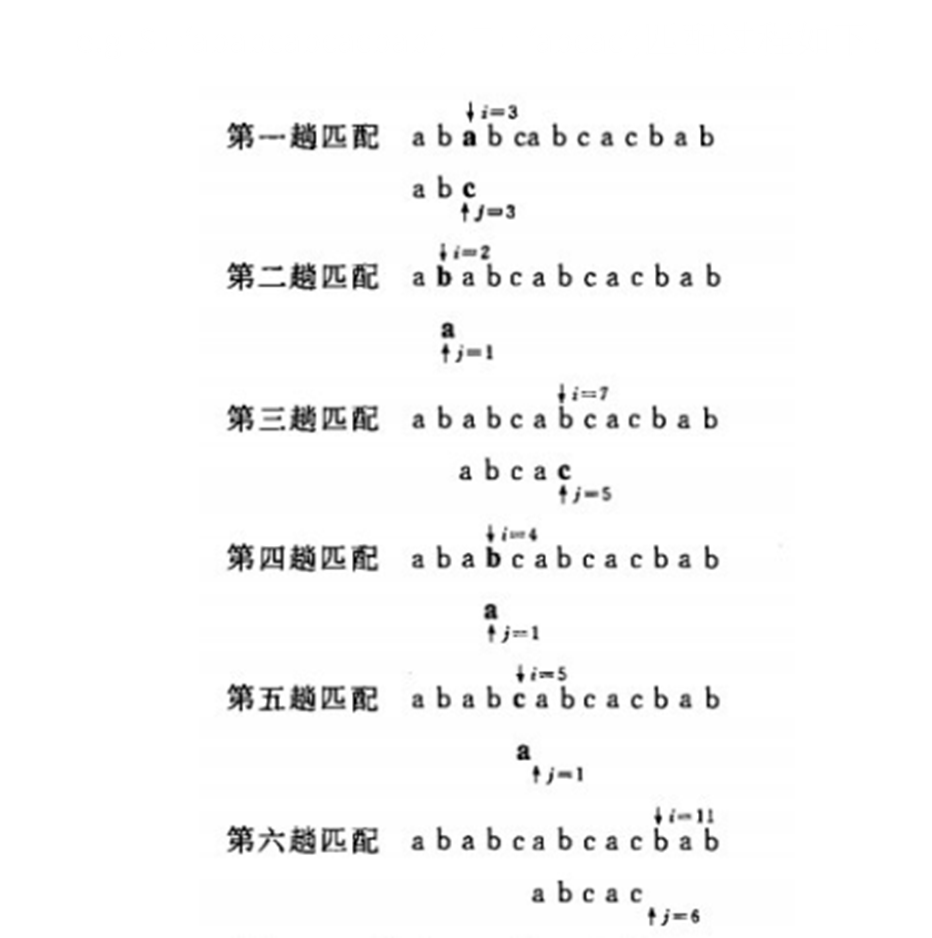 ↓i=3
第一趟匹配 a b a b ca b c a c b a b
a b c
↑j=3
↓i=2
第二趟匹配 a b a b c a b c a c b a b
a
↑j=1
↓i=7
第三趟匹配 a b a b c a b c a c b a b
a b c a c
↑j=5
↓i=4
第四趟匹配 a b a b c a b c a c b a b
a
↑j=1
↓i=5
第五趟匹配 a b a b c a b c a c b a b
a
↑j=1
↓i=11
第六趟匹配 a b a b c a b c a c b a b
a b c a c
↑j=6